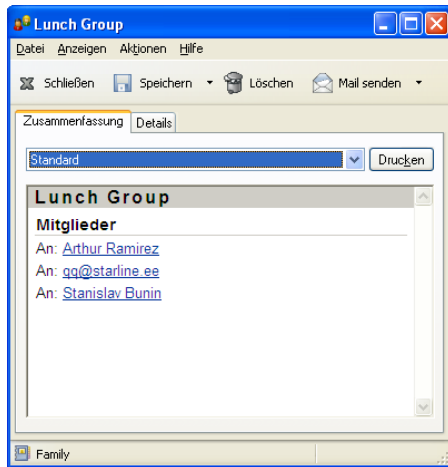 Lunch Group
Datei Anzeigen Aktionen Hilfe
Schließen Speichern Löschen Mail senden
Zusammenfassung Details
Standard Drucken
Lunch Group
Mitglieder
An: Arthur Ramirez
An: qq@starline.ee
An: Stanislav Bunin
Family